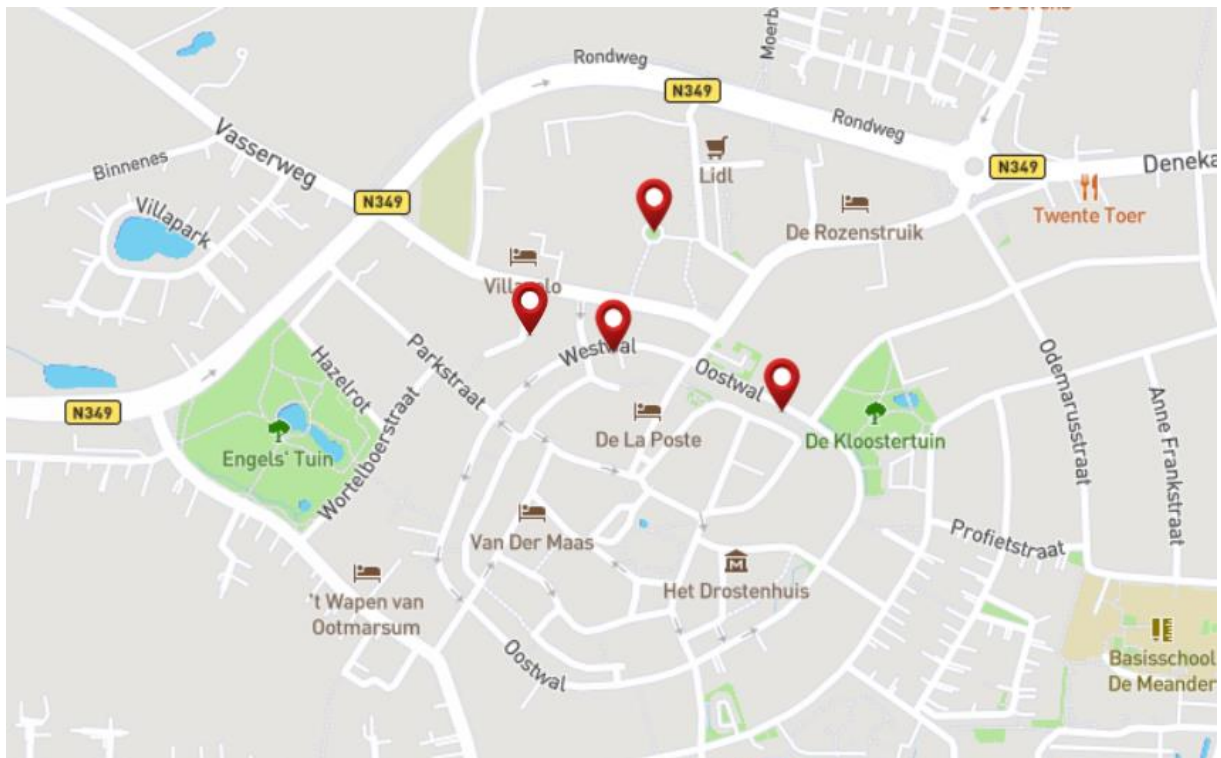 Rondweg
N349
Moerb
Rondweg
Vasserweg
Binnenes
Villapark
N349
Lidl
N349
Deneka
Twente Toer
De Rozenstruik
Hazelrot
Parkstraat
Westwal
Oostwal
Odemarusstraat
Anne Frankstraat
N349
Engels' Tuin
Wortelboerstraat
De La Poste
De Kloostertuin
Van Der Maas
Profietstraat
't Wapen van
Ootmarsum
Het Drostenhuis
Oostwal
Basisschool
De Meander